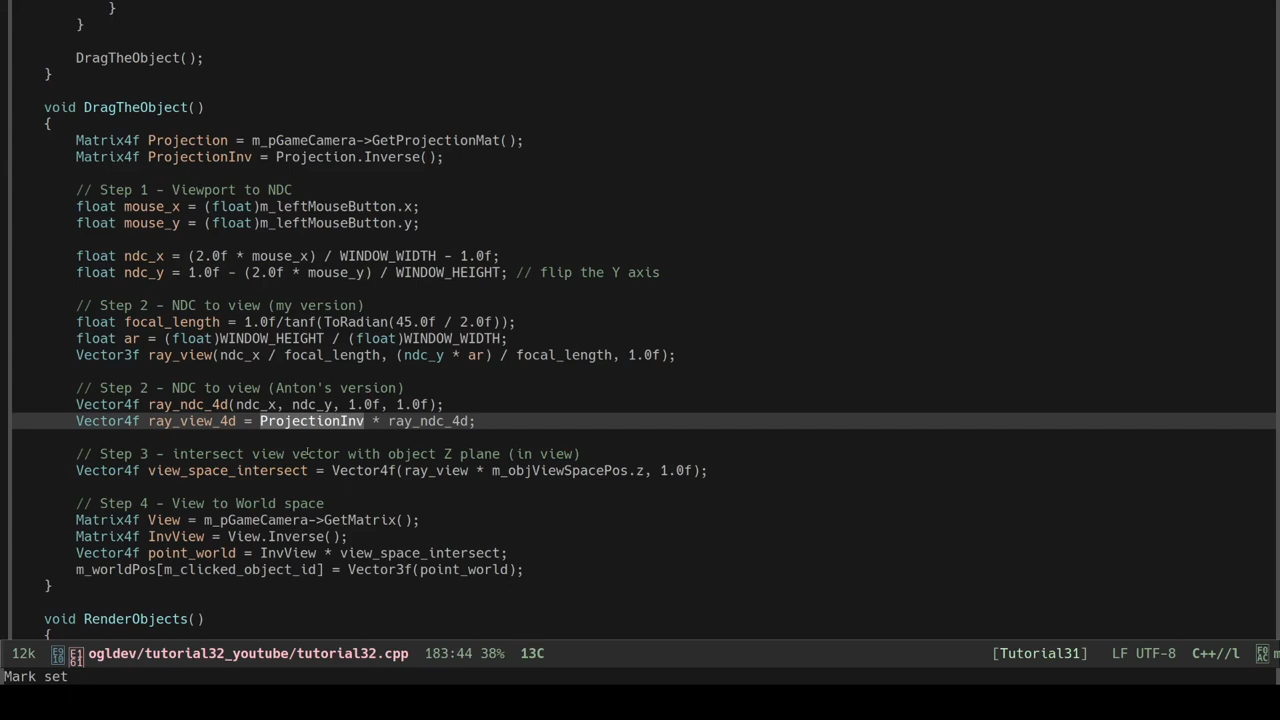 }
}
DragTheObject();
}
void DragTheObject()
{
Matrix4f Projection = m_pGameCamera->GetProjectionMat();
Matrix4f ProjectionInv = Projection.Inverse();
// Step 1 - Viewport to NDC
float mouse_x = (float)m_leftMouseButton.x;
float mouse_y = (float)m_leftMouseButton.y;
float ndc_x = (2.0f * mouse_x) / WINDOW_WIDTH - 1.0f;
float ndc_y = 1.0f - (2.0f * mouse_y) / WINDOW_HEIGHT; // flip the Y axis
// Step 2 - NDC to view (my version)
float focal_length = 1.0f/tanf(ToRadian(45.0f / 2.0f));
float ar = (float)WINDOW_HEIGHT / (float)WINDOW_WIDTH;
Vector3f ray_view(ndc_x / focal_length, (ndc_y * ar) / focal_length, 1.0f);
// Step 2 - NDC to view (Anton's version)
Vector4f ray_ndc_4d(ndc_x, ndc_y, 1.0f, 1.0f);
Vector4f ray_view_4d = ProjectionInv * ray_ndc_4d;
// Step 3 - intersect view vector with object Z plane (in view)
Vector4f view_space_intersect = Vector4f(ray_view * m_objViewSpacePos.z, 1.0f);
// Step 4 - View to World space
Matrix4f View = m_pGameCamera->GetMatrix();
Matrix4f InvView = View.Inverse();
Vector4f point_world = InvView * view_space_intersect;
m_worldPos[m_clicked_object_id] = Vector3f(point_world);
}
void RenderObjects()
{
12k ogldev/tutorial32_youtube/tutorial32.cpp 183:44 38% 13C [Tutorial31] LF UTF-8 C++//l
Mark set